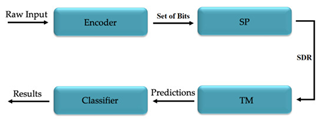 Raw Input
Encoder
Set of Bits
SP
SDR
Results
Classifier
Predictions
TM